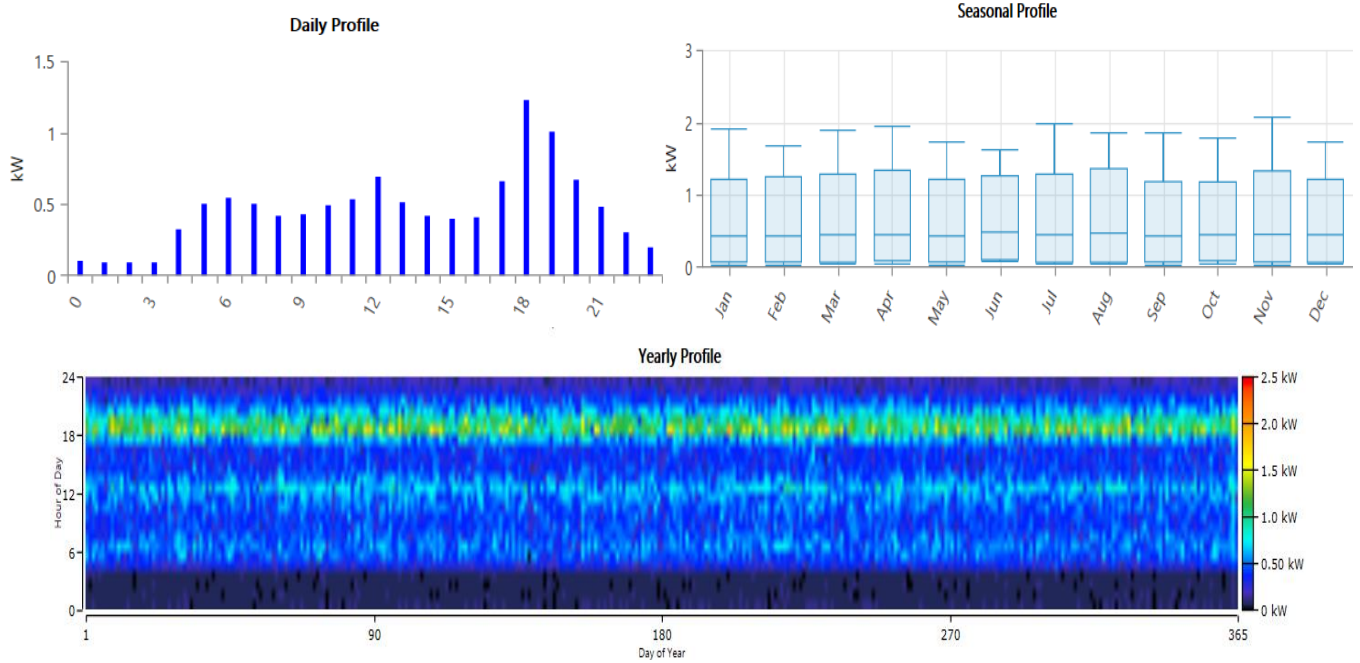 Daily Profile
1.5
1
0.5
0
kW
0
3
6
9
12
15
18
21
Seasonal Profile
3
2
1
0
kW
Jan
Feb
Mar
Apr
May
Jun
Jul
Aug
Sep
Oct
Nov
Dec
Yearly Profile
24
18
12
6
0
Hour of Day
1
90
180
270
365
Day of Year
2.5 kW
2.0 kW
1.5 kW
1.0 kW
0.50 kW
0 kW